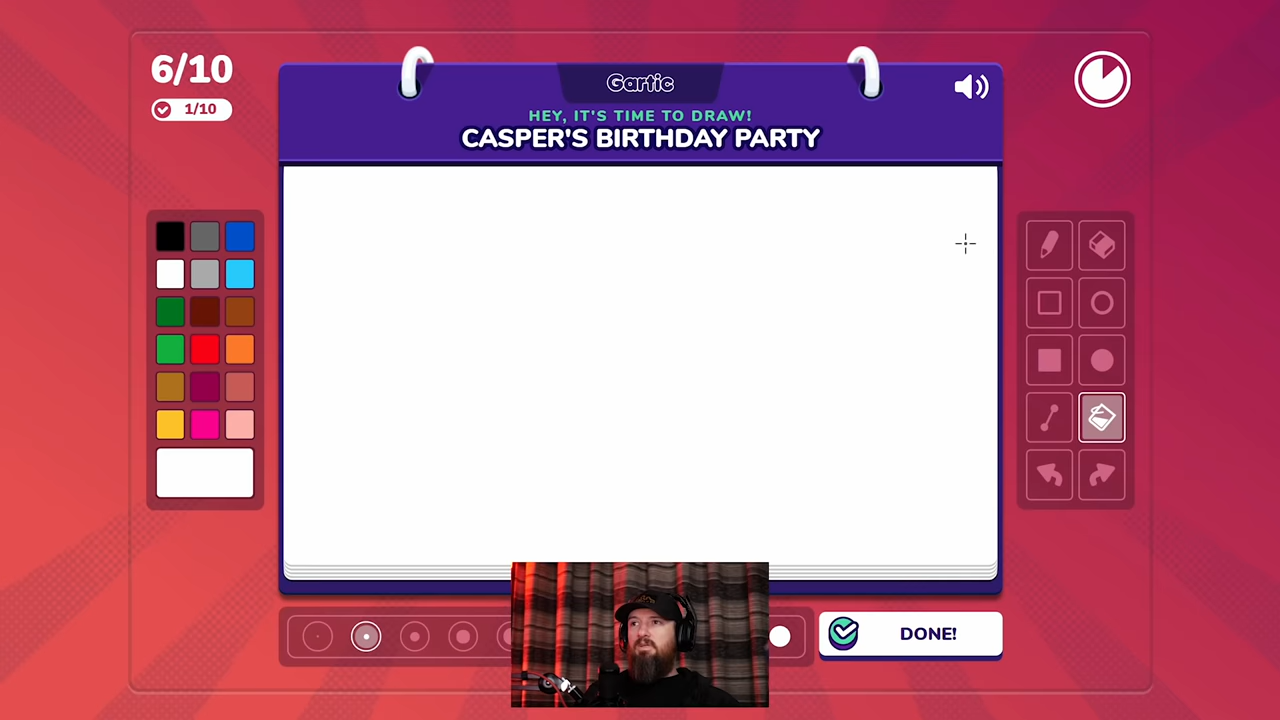 6/10
1/10
Gartic
HEY, IT'S TIME TO DRAW!
CASPER'S BIRTHDAY PARTY
DONE!